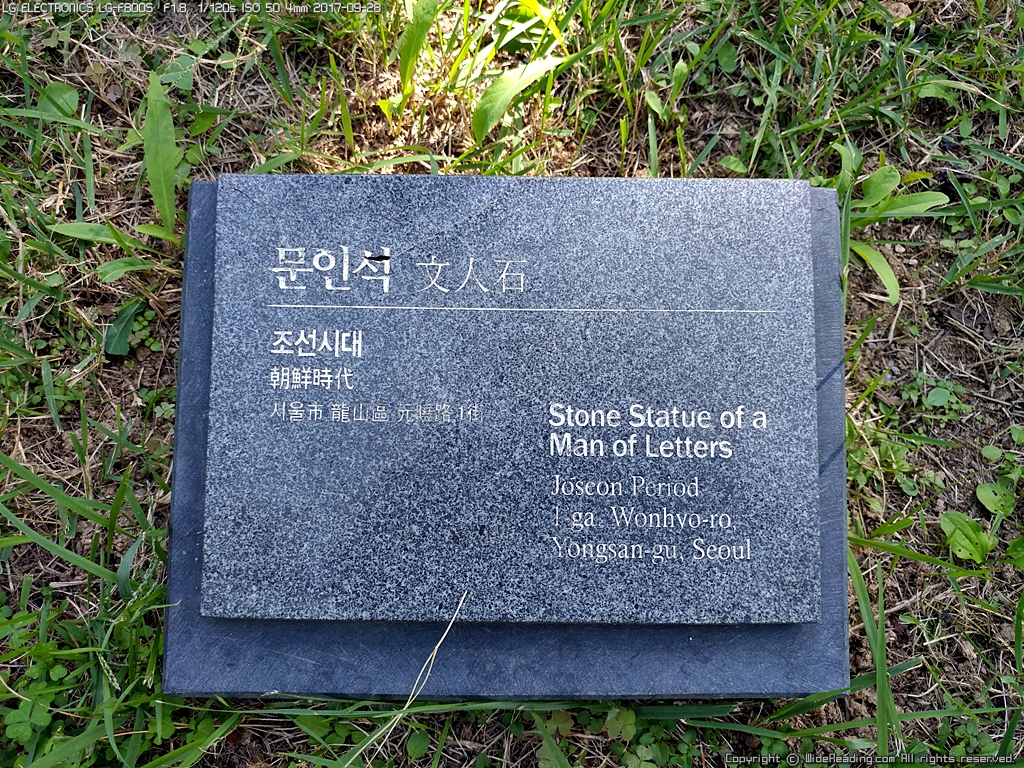 LG ELECTRONICS LG-F800S F1.8, 1/120s ISO 50 4mm 2017-09-28
문인석 文人石
조선시대
朝鮮時代
서울市 龍山區 元曉路 1街
Stone Statue of a
Man of Letters
Joseon Period
1 ga, Wonhyo-ro,
Yongsan-gu, Seoul
Copyright (C) WideReading.com All rights reserved.